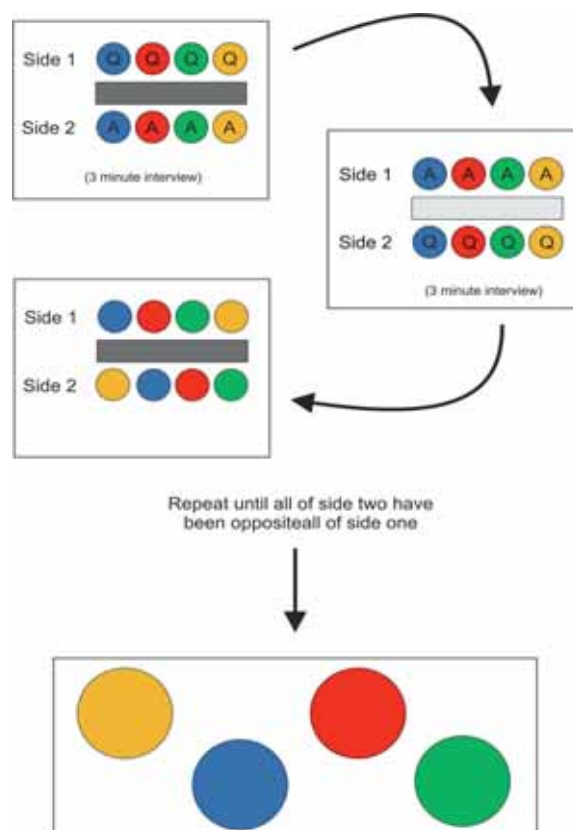 Side 1 Q Q Q Q
Side 2 A A A A
(3 minute interview)
Side 1 A A A A
Side 2 Q Q Q Q
(3 minute interview)
Side 1
Side 2
Repeat until all of side two have
been oppositeall of side one